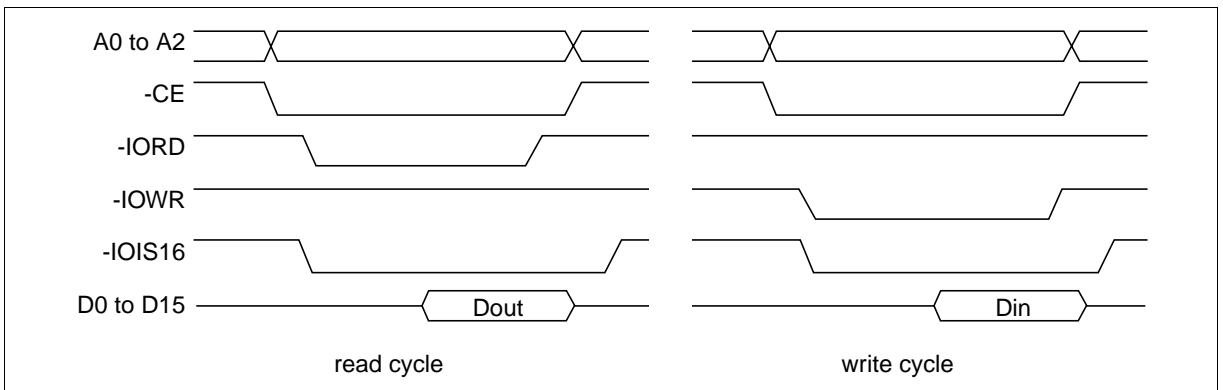 A0 to A2
-CE
-IORD
-IOWR
-IOIS16
D0 to D15 Dout Din
read cycle write cycle